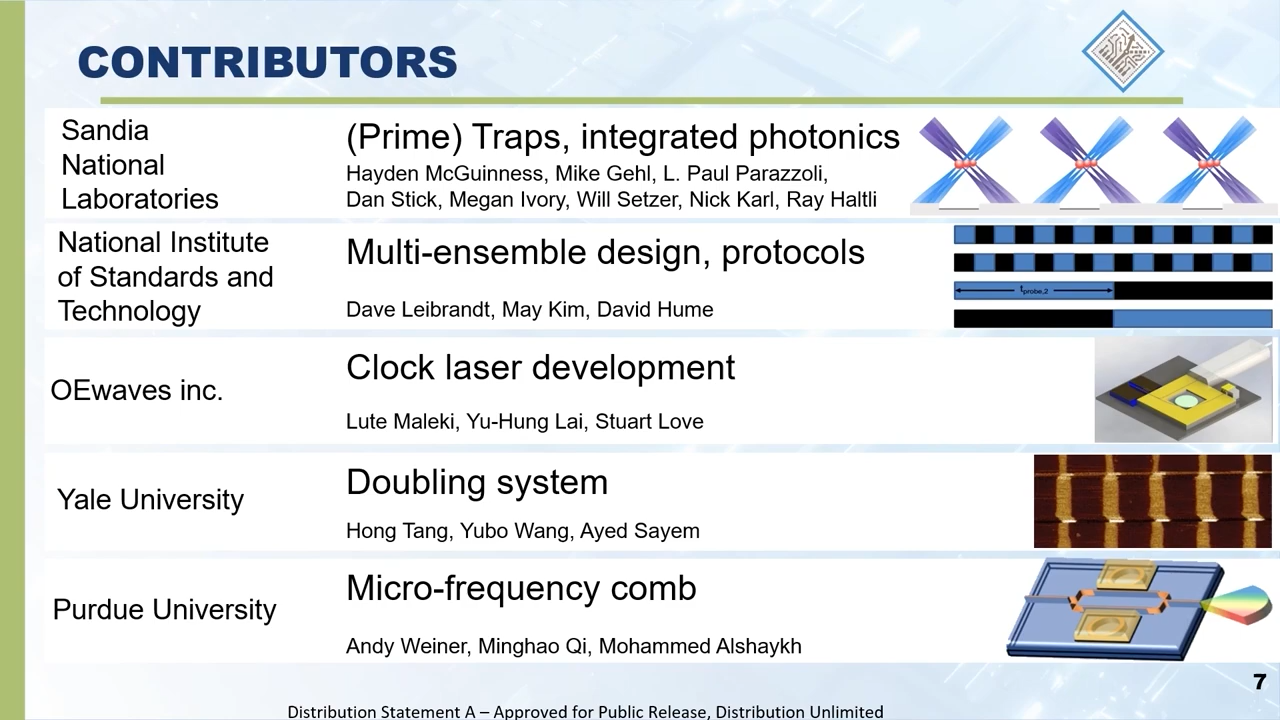 CONTRIBUTORS
Sandia
National
Laboratories
(Prime) Traps, integrated photonics
Hayden McGuinness, Mike Gehl, L. Paul Parazzoli,
Dan Stick, Megan Ivory, Will Setzer, Nick Karl, Ray Haltli
National Institute
of Standards and
Technology
Multi-ensemble design, protocols
Dave Leibrandt, May Kim, David Hume
tprobe,2
OEwaves inc.
Clock laser development
Lute Maleki, Yu-Hung Lai, Stuart Love
Yale University
Doubling system
Hong Tang, Yubo Wang, Ayed Sayem
Purdue University
Micro-frequency comb
Andy Weiner, Minghao Qi, Mohammed Alshaykh
7
Distribution Statement A – Approved for Public Release, Distribution Unlimited